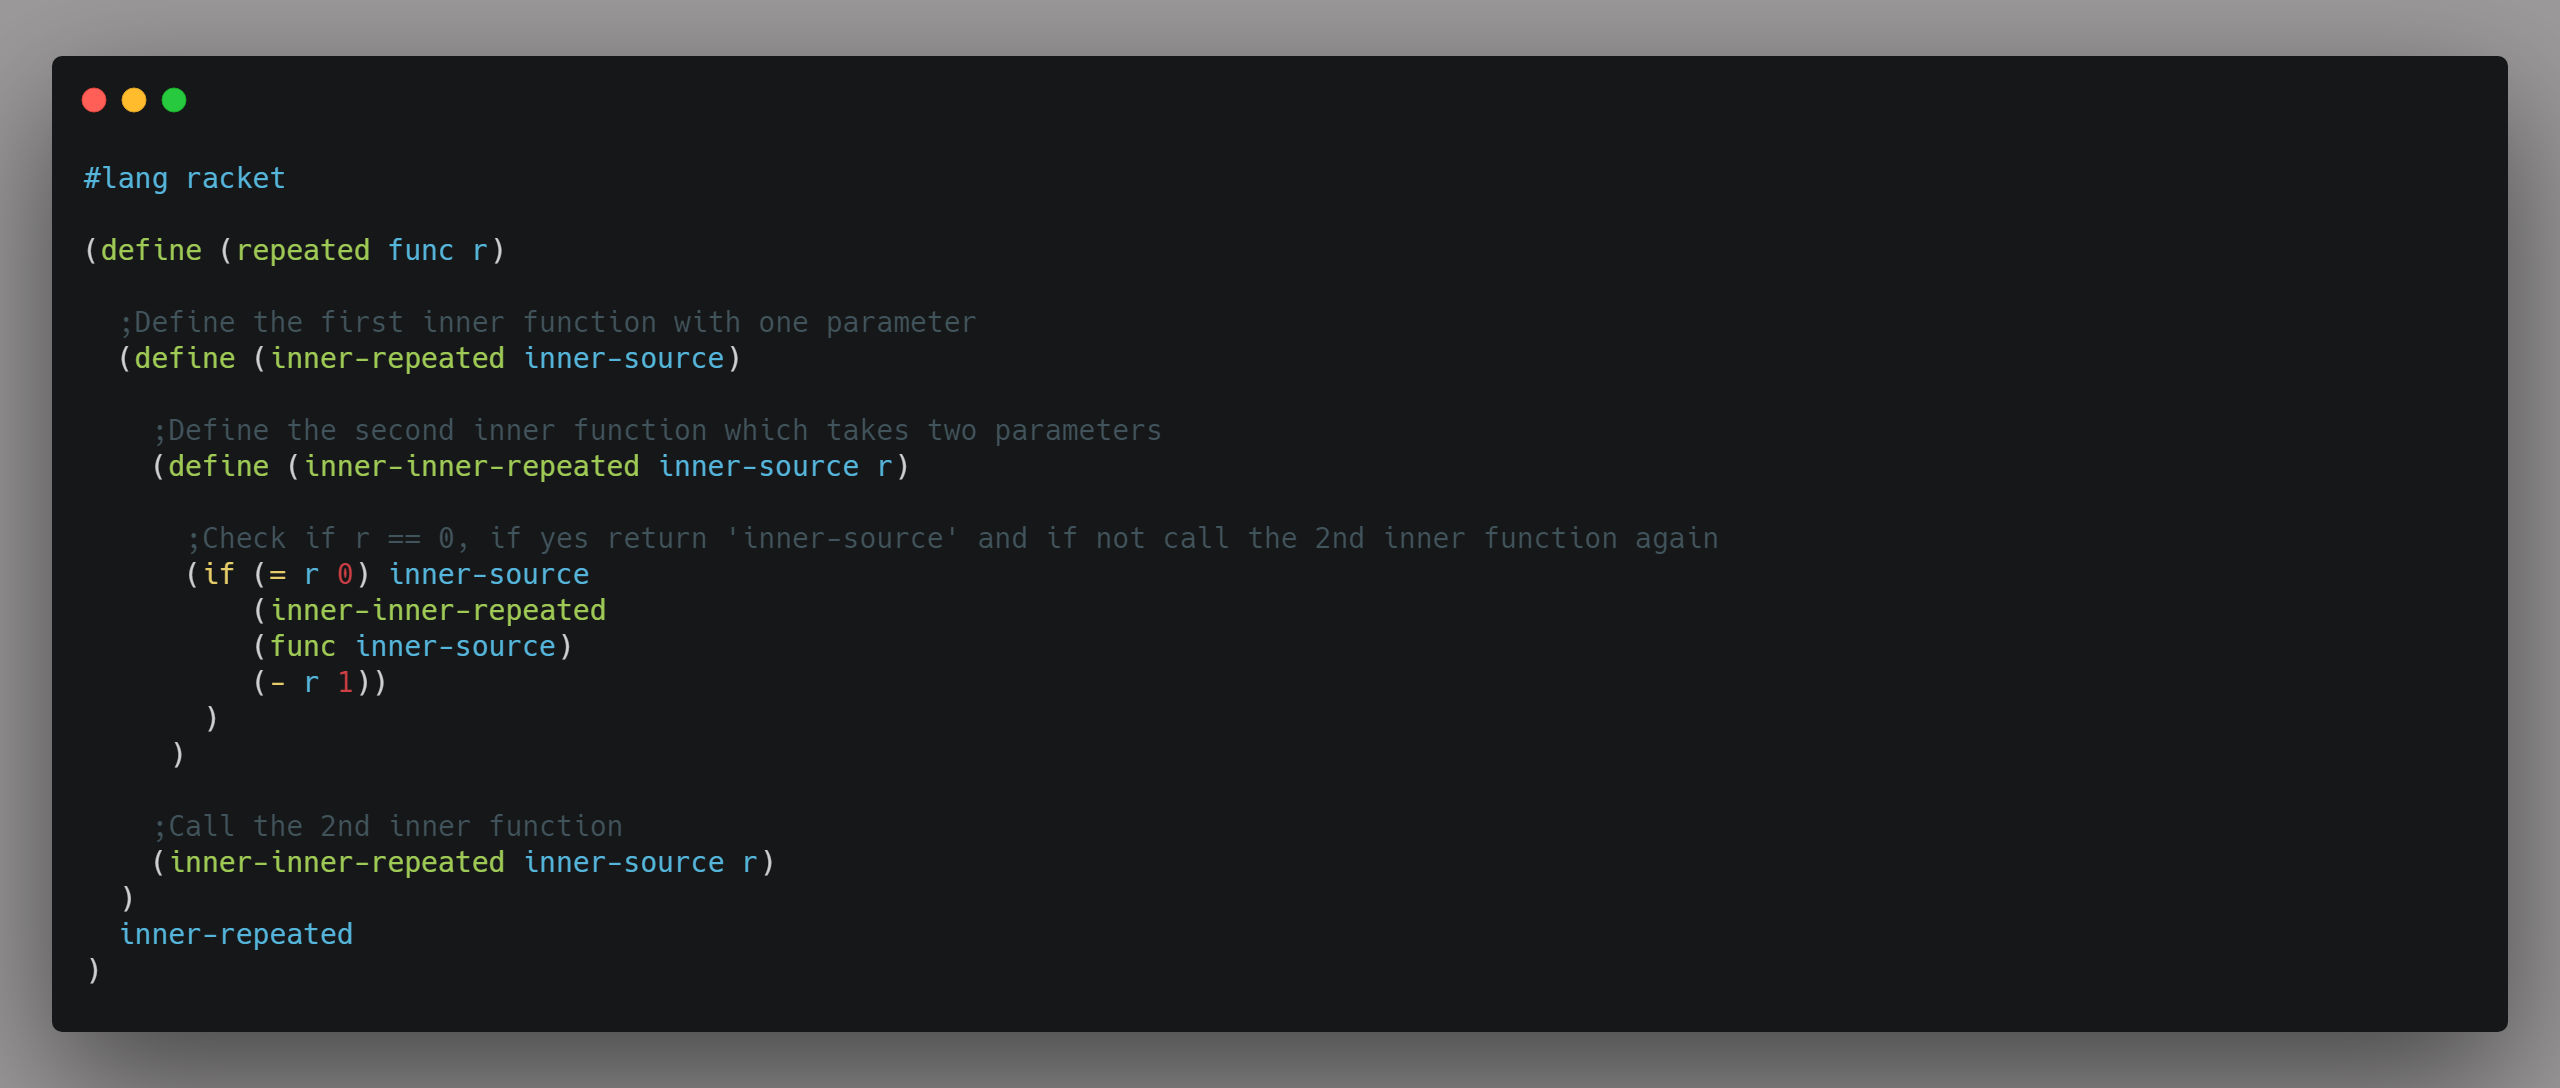 #lang racket
(define (repeated func r)
;Define the first inner function with one parameter
(define (inner-repeated inner-source)
;Define the second inner function which takes two parameters
(define (inner-inner-repeated inner-source r)
;Check if r == 0, if yes return 'inner-source' and if not call the 2nd inner function again
(if (= r 0) inner-source
(inner-inner-repeated
(func inner-source)
(- r 1))
)
)
;Call the 2nd inner function
(inner-inner-repeated inner-source r)
)
inner-repeated
)